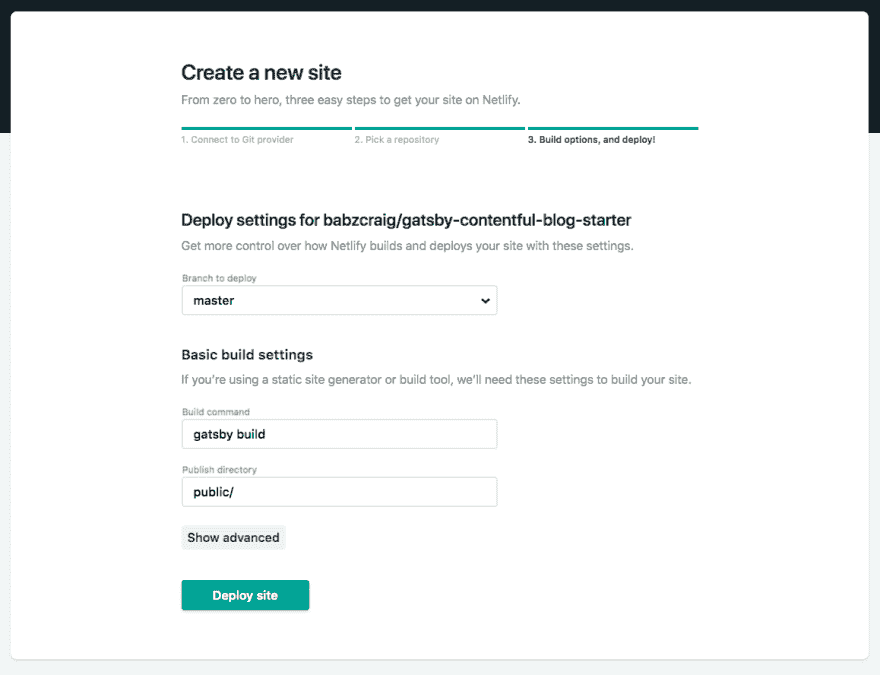 Create a new site
From zero to hero, three easy steps to get your site on Netlify.
1. Connect to Git provider
2. Pick a repository
3. Build options, and deploy!
Deploy settings for babzcraig/gatsby-contentful-blog-starter
Get more control over how Netlify builds and deploys your site with these settings.
Branch to deploy
master
Basic build settings
If you’re using a static site generator or build tool, we’ll need these settings to build your site.
Build command
gatsby build
Publish directory
public/
Show advanced
Deploy site